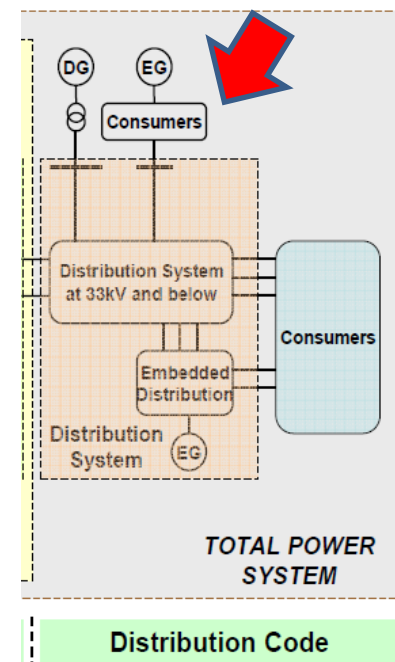 DG
EG
Consumers
Distribution System
at 33kV and below
Consumers
Embedded
Distribution
Distribution
System
EG
TOTAL POWER
SYSTEM
Distribution Code